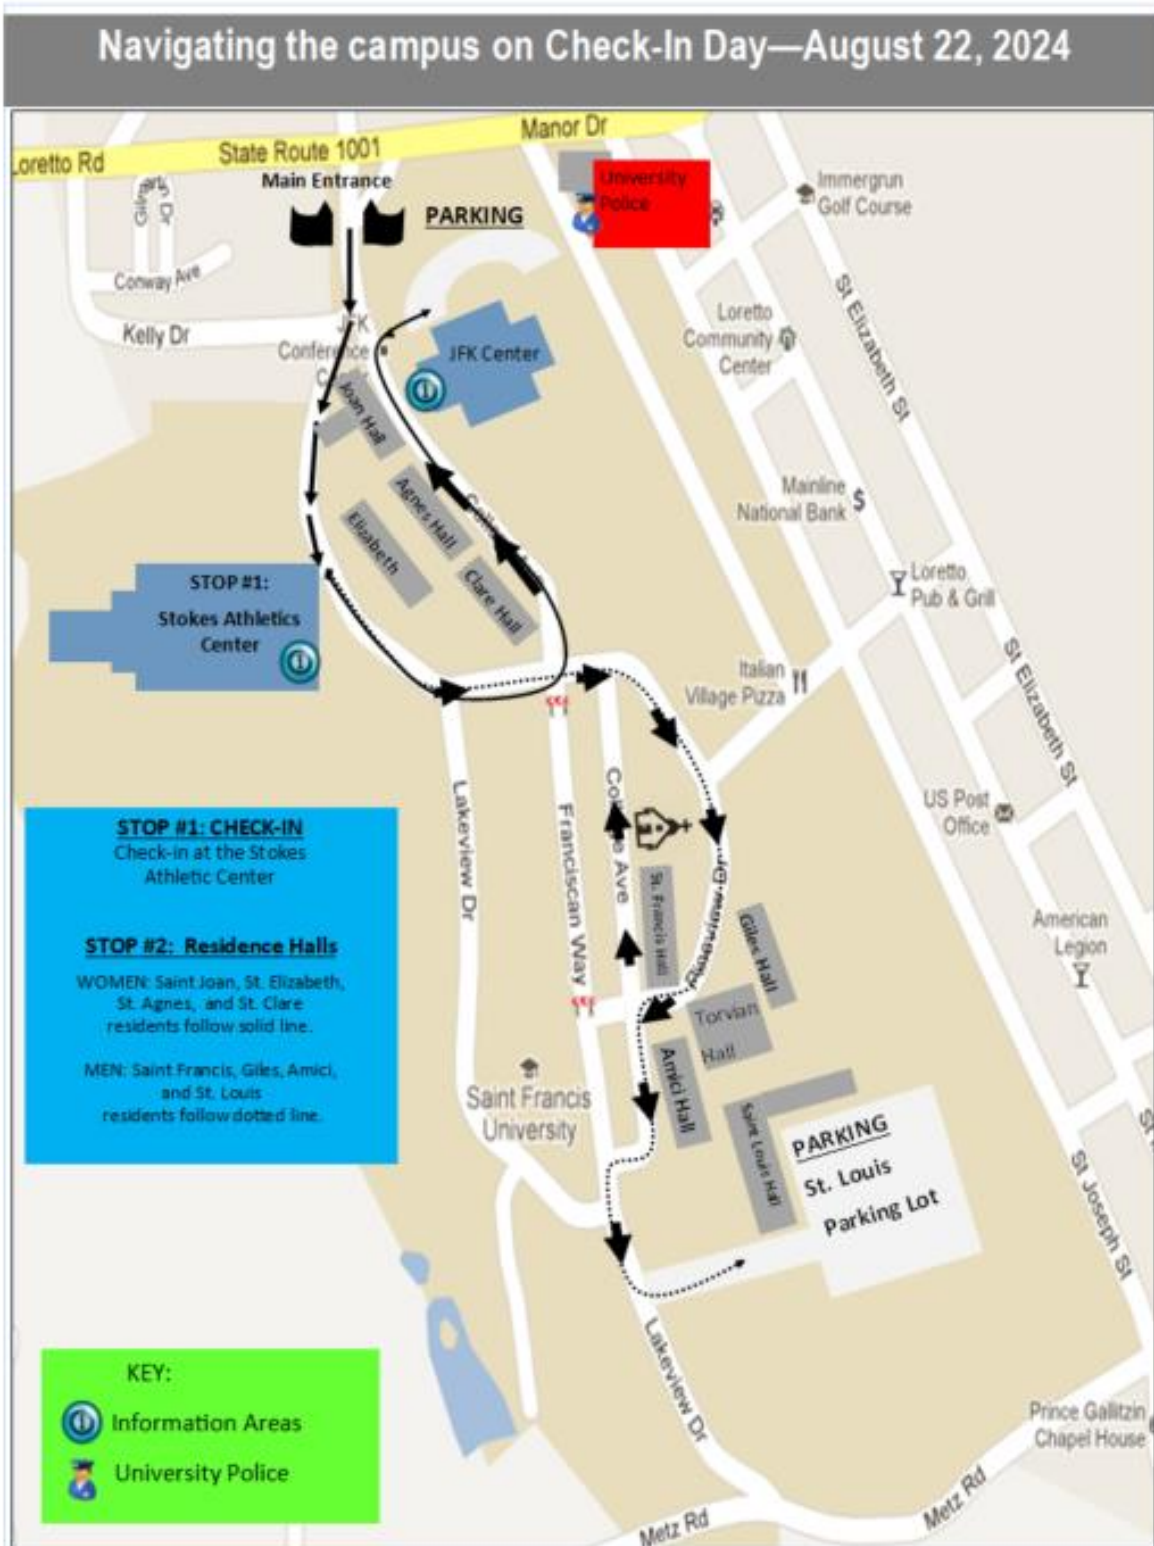 Navigating the campus on Check-In Day—August 22, 2024
Loretto Rd
State Route 1001
Manor Dr
Main Entrance
PARKING
University
Police
Immergrun
Golf Course
Conway Ave
Kelly Dr
JFK
Conference
JFK Center
Loretto
Community
Center
St Elizabeth St
Joan Hall
Agnes Hall
Elizabeth
Clare Hall
Mainline
National Bank
$
Loretto
Pub & Grill
STOP #1:
Stokes Athletics
Center
Italian
Village Pizza
St Elizabeth St
US Post
Office
Lakeview Dr
Franciscan Way
Ave
St. Francis Hall
Giles Hall
American
Legion
Torvian
Hall
Amici Hall
Saint Francis
University
Saint Louis Hall
PARKING
St. Louis
Parking Lot
St Joseph St
STOP #1: CHECK-IN
Check-in at the Stokes
Athletic Center
STOP #2: Residence Halls
WOMEN: Saint Joan, St. Elizabeth,
St. Agnes, and St. Clare
residents follow solid line.
MEN: Saint Francis, Giles, Amici,
and St. Louis
residents follow dotted line.
Lakeview Dr
KEY:
Information Areas
University Police
Prince Gallitzin
Chapel House
Metz Rd
Metz Rd